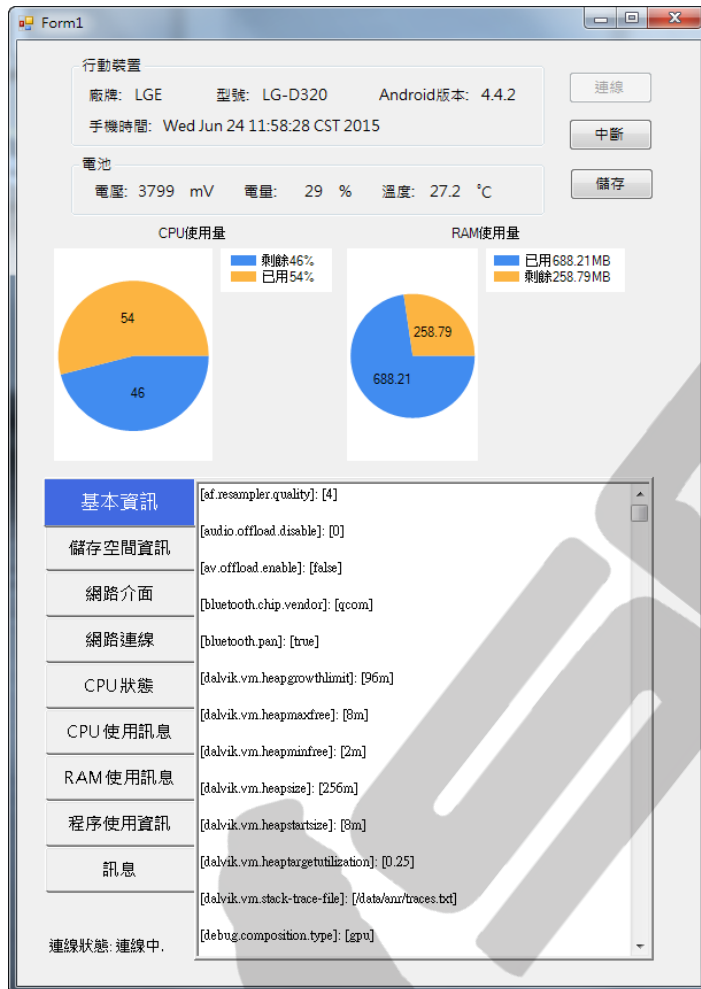 Form1
行動裝置
廠牌: LGE 型號: LG-D320 Android版本: 4.4.2
手機時間: Wed Jun 24 11:58:28 CST 2015
連線
中斷
儲存
電池
電壓: 3799 mV 電量: 29 % 溫度: 27.2 ℃
CPU使用量
剩餘46%
已用54%
54
46
RAM使用量
已用688.21MB
剩餘258.79MB
258.79
688.21
基本資訊
儲存空間資訊
網路介面
網路連線
CPU狀態
CPU使用訊息
RAM使用訊息
程序使用資訊
訊息
[af.resampler.quality]: [4]
[audio.offload.disable]: [0]
[av.offload.enable]: [false]
[bluetooth.chip.vendor]: [qcom]
[bluetooth.pan]: [true]
[dalvik.vm.heapgrowthlimit]: [96m]
[dalvik.vm.heapmaxfree]: [8m]
[dalvik.vm.heapminfree]: [2m]
[dalvik.vm.heapsize]: [256m]
[dalvik.vm.heapstartsize]: [8m]
[dalvik.vm.heaptargetutilization]: [0.25]
[dalvik.vm.stack-trace-file]: [/data/anr/traces.txt]
[debug.composition.type]: [gpu]
連線狀態: 連線中.